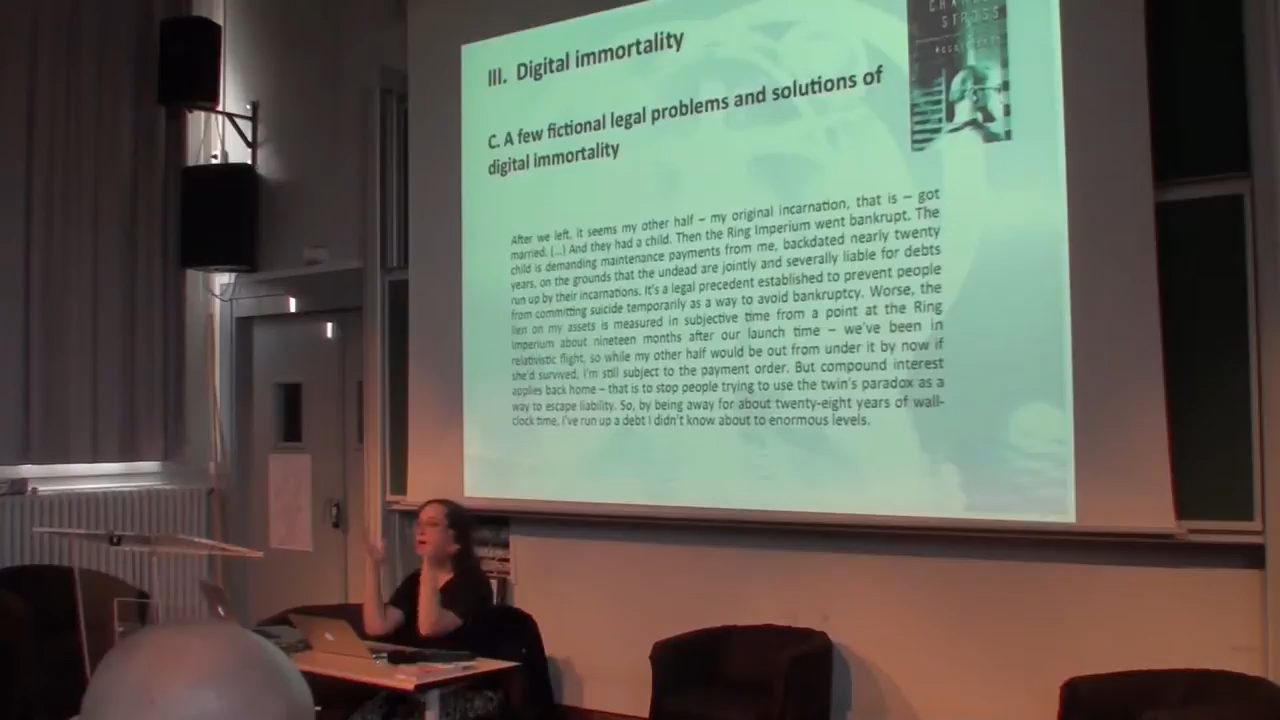 III. Digital immortality
C. A few fictional legal problems and solutions of
digital immortality
After we left, it seems my other half – my original incarnation, that is – got
married. (...) And they had a child. Then the Ring Imperium went bankrupt. The
child is demanding maintenance payments from me, backdated nearly twenty
years, on the grounds that the undead are jointly and severally liable for debts
run up by their incarnations. It's a legal precedent established to prevent people
from committing suicide temporarily as a way to avoid bankruptcy. Worse, the
lien on my assets is measured in subjective time from a point at the Ring
Imperium about nineteen months after our launch time – we've been in
relativistic flight, so while my other half would be out from under it by now if
she'd survived, I'm still subject to the payment order. But compound interest
applies back home – that is to stop people trying to use the twin's paradox as a
way to escape liability. So, by being away for about twenty-eight years of wall-
clock time, I've run up a debt I didn't know about to enormous levels.
STROSS